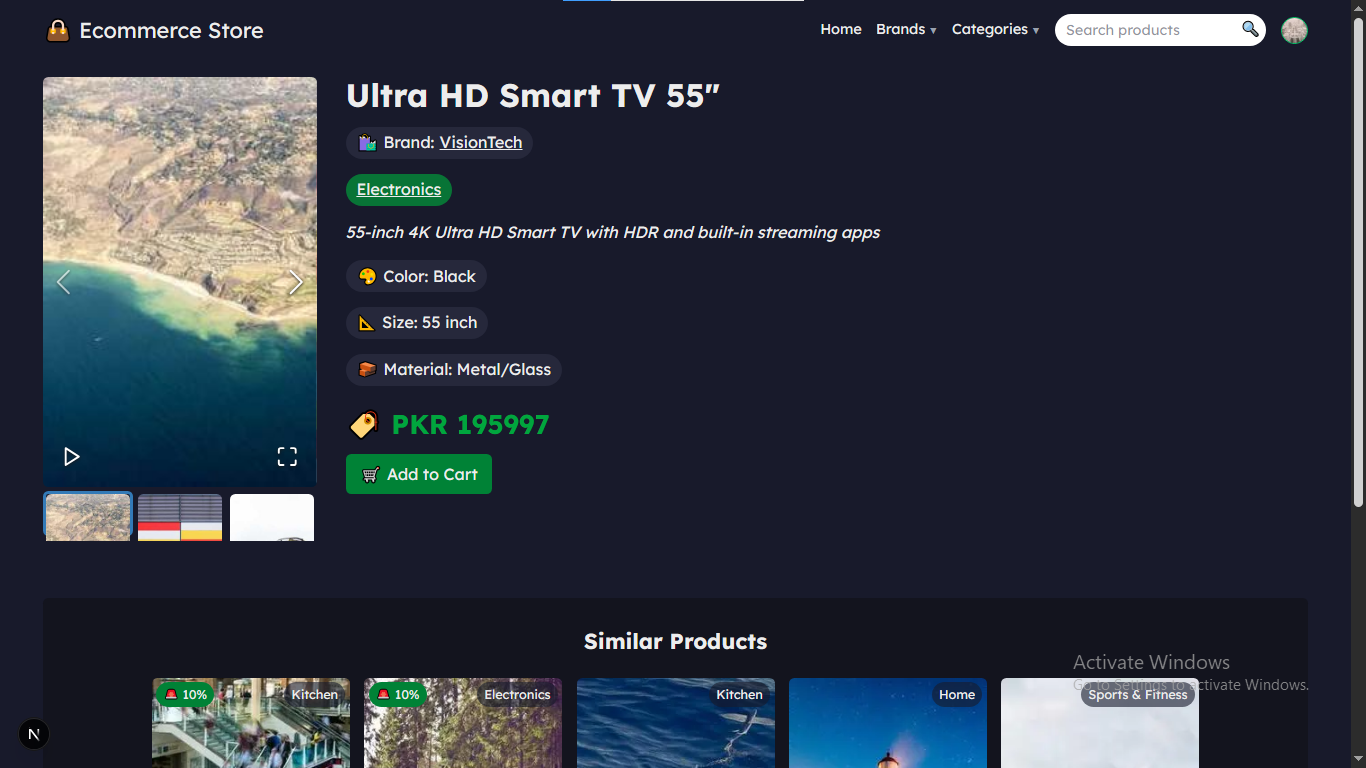 Ecommerce Store
Home Brands Categories Search products
Ultra HD Smart TV 55"
Brand: VisionTech
Electronics
55-inch 4K Ultra HD Smart TV with HDR and built-in streaming apps
Color: Black
Size: 55 inch
Material: Metal/Glass
PKR 195997
Add to Cart
Similar Products
10% Kitchen 10% Electronics Kitchen Home Sports & Fitness
Activate Windows
Go to Settings to activate Windows.
N